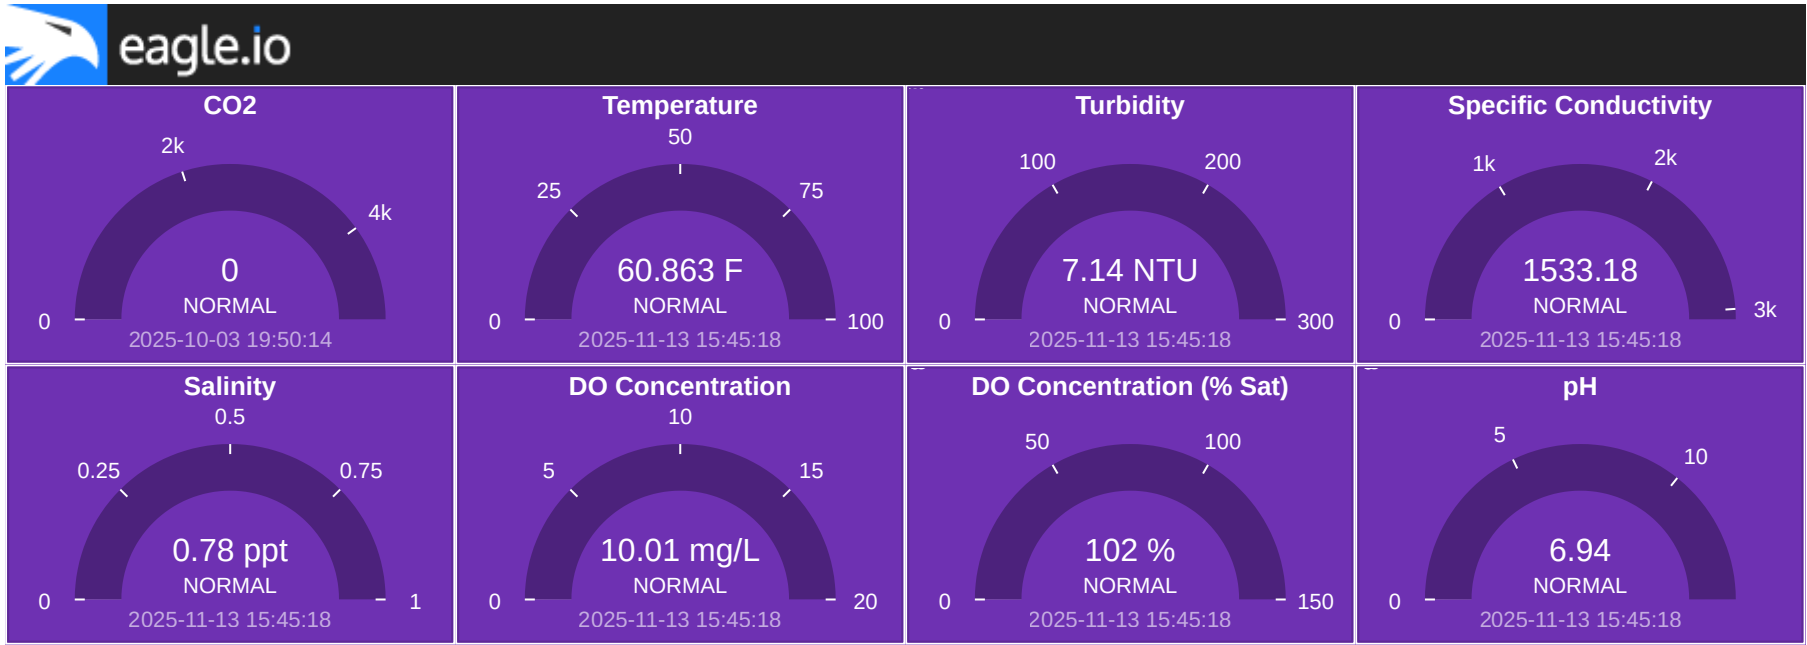 eagle.io
CO2
2k
4k
0
0
NORMAL
2025-10-03 19:50:14
Temperature
50
25
75
60.863 F
NORMAL
0
100
2025-11-13 15:45:18
Turbidity
100
200
7.14 NTU
NORMAL
0
300
2025-11-13 15:45:18
Specific Conductivity
1k
2k
1533.18
NORMAL
0
3k
2025-11-13 15:45:18
Salinity
0.5
0.25
0.75
0.78 ppt
NORMAL
0
1
2025-11-13 15:45:18
DO Concentration
10
5
15
10.01 mg/L
NORMAL
0
20
2025-11-13 15:45:18
DO Concentration (% Sat)
50
100
102 %
NORMAL
0
150
2025-11-13 15:45:18
pH
5
10
6.94
NORMAL
0
2025-11-13 15:45:18